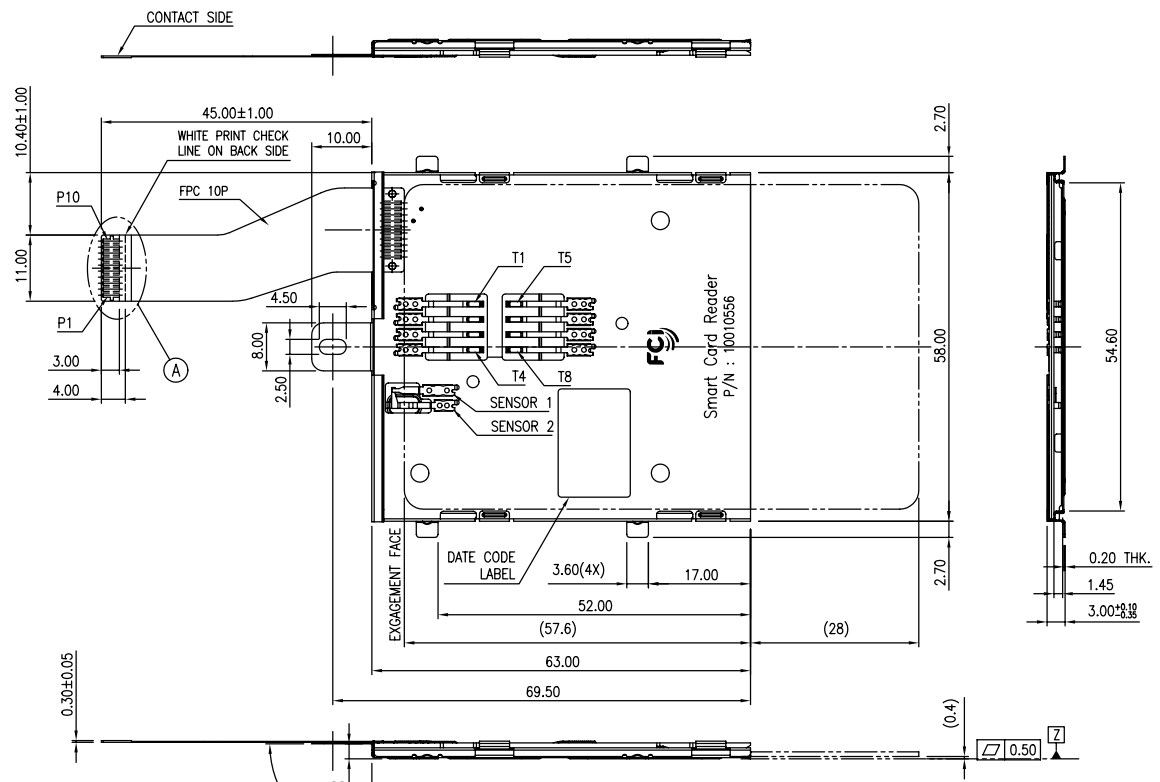 CONTACT SIDE
10.40±1.00
45.00±1.00
10.00
WHITE PRINT CHECK
LINE ON BACK SIDE
2.70
P10
FPC 10P
11.00
T1
T5
4.50
P1
8.00
3.00
A
4.00
2.50
T4
T8
SENSOR 1
SENSOR 2
FCI
Smart Card Reader
P/N : 10010556
58.00
54.60
EXGAGEMENT FACE
DATE CODE
LABEL
3.60(4X)
17.00
2.70
0.20 THK.
1.45
3.00+0.10
-0.35
52.00
(57.6)
(28)
63.00
69.50
0.30±0.05
(0.4)
0.50
Z